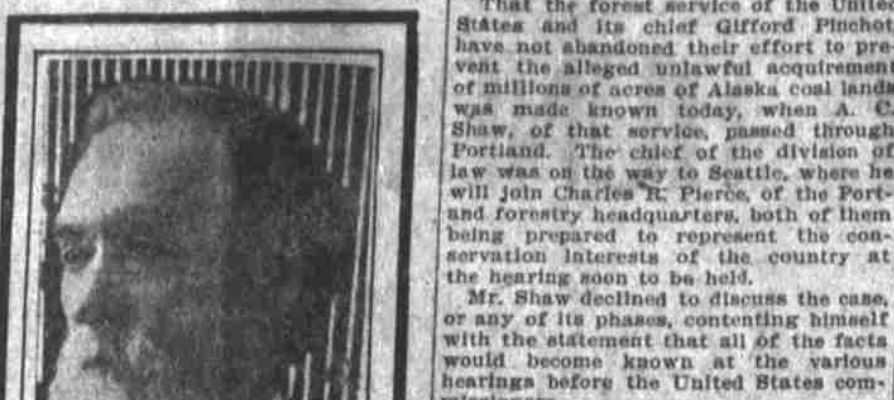 That the forest service of the United
States and its chief Gifford Pinchot
have not abandoned their effort to pre
vent the alleged unlawful acquirement
of millions of acres of Alaska coal lands
was made known today, when A. C.
Shaw, of that service, passed through
Portland. The chief of the division of
law was on the way to Seattle, where he
will join Charles R. Pierce, of the Port-
and forestry headquarters, both of them
being prepared to represent the con-
servation interests of the country at
the hearing soon to be held.
Mr. Shaw declined to discuss the case,
or any of its phases, contenting himself
with the statement that all of the facts
would become known at the various
hearings before the United States com-